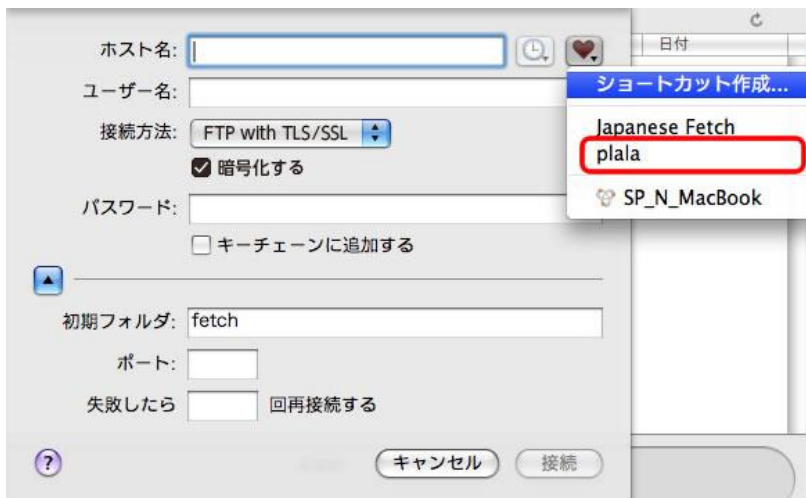 ホスト名:
日付
ユーザー名:
ショートカット作成...
接続方法: FTP with TLS/SSL
Japanese Fetch
暗号化する
plala
パスワード:
SP_N_MacBook
キーチェーンに追加する
初期フォルダ: fetch
ポート:
失敗したら 回再接続する
? キャンセル 接続